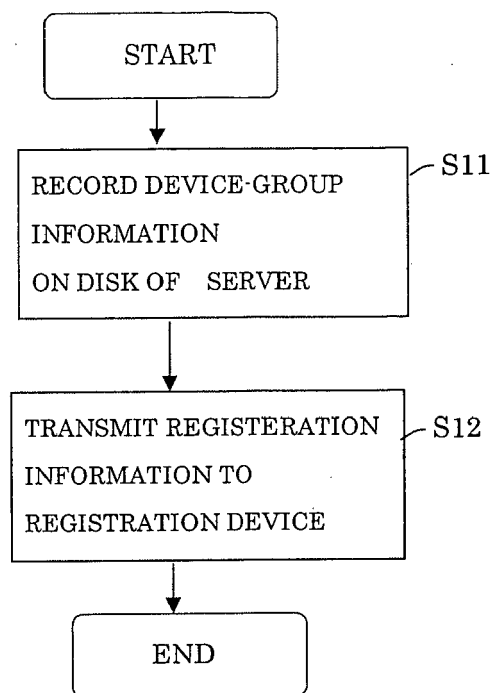 START
S11
RECORD DEVICE-GROUP
INFORMATION
ON DISK OF SERVER
S12
TRANSMIT REGISTERATION
INFORMATION TO
REGISTRATION DEVICE
END